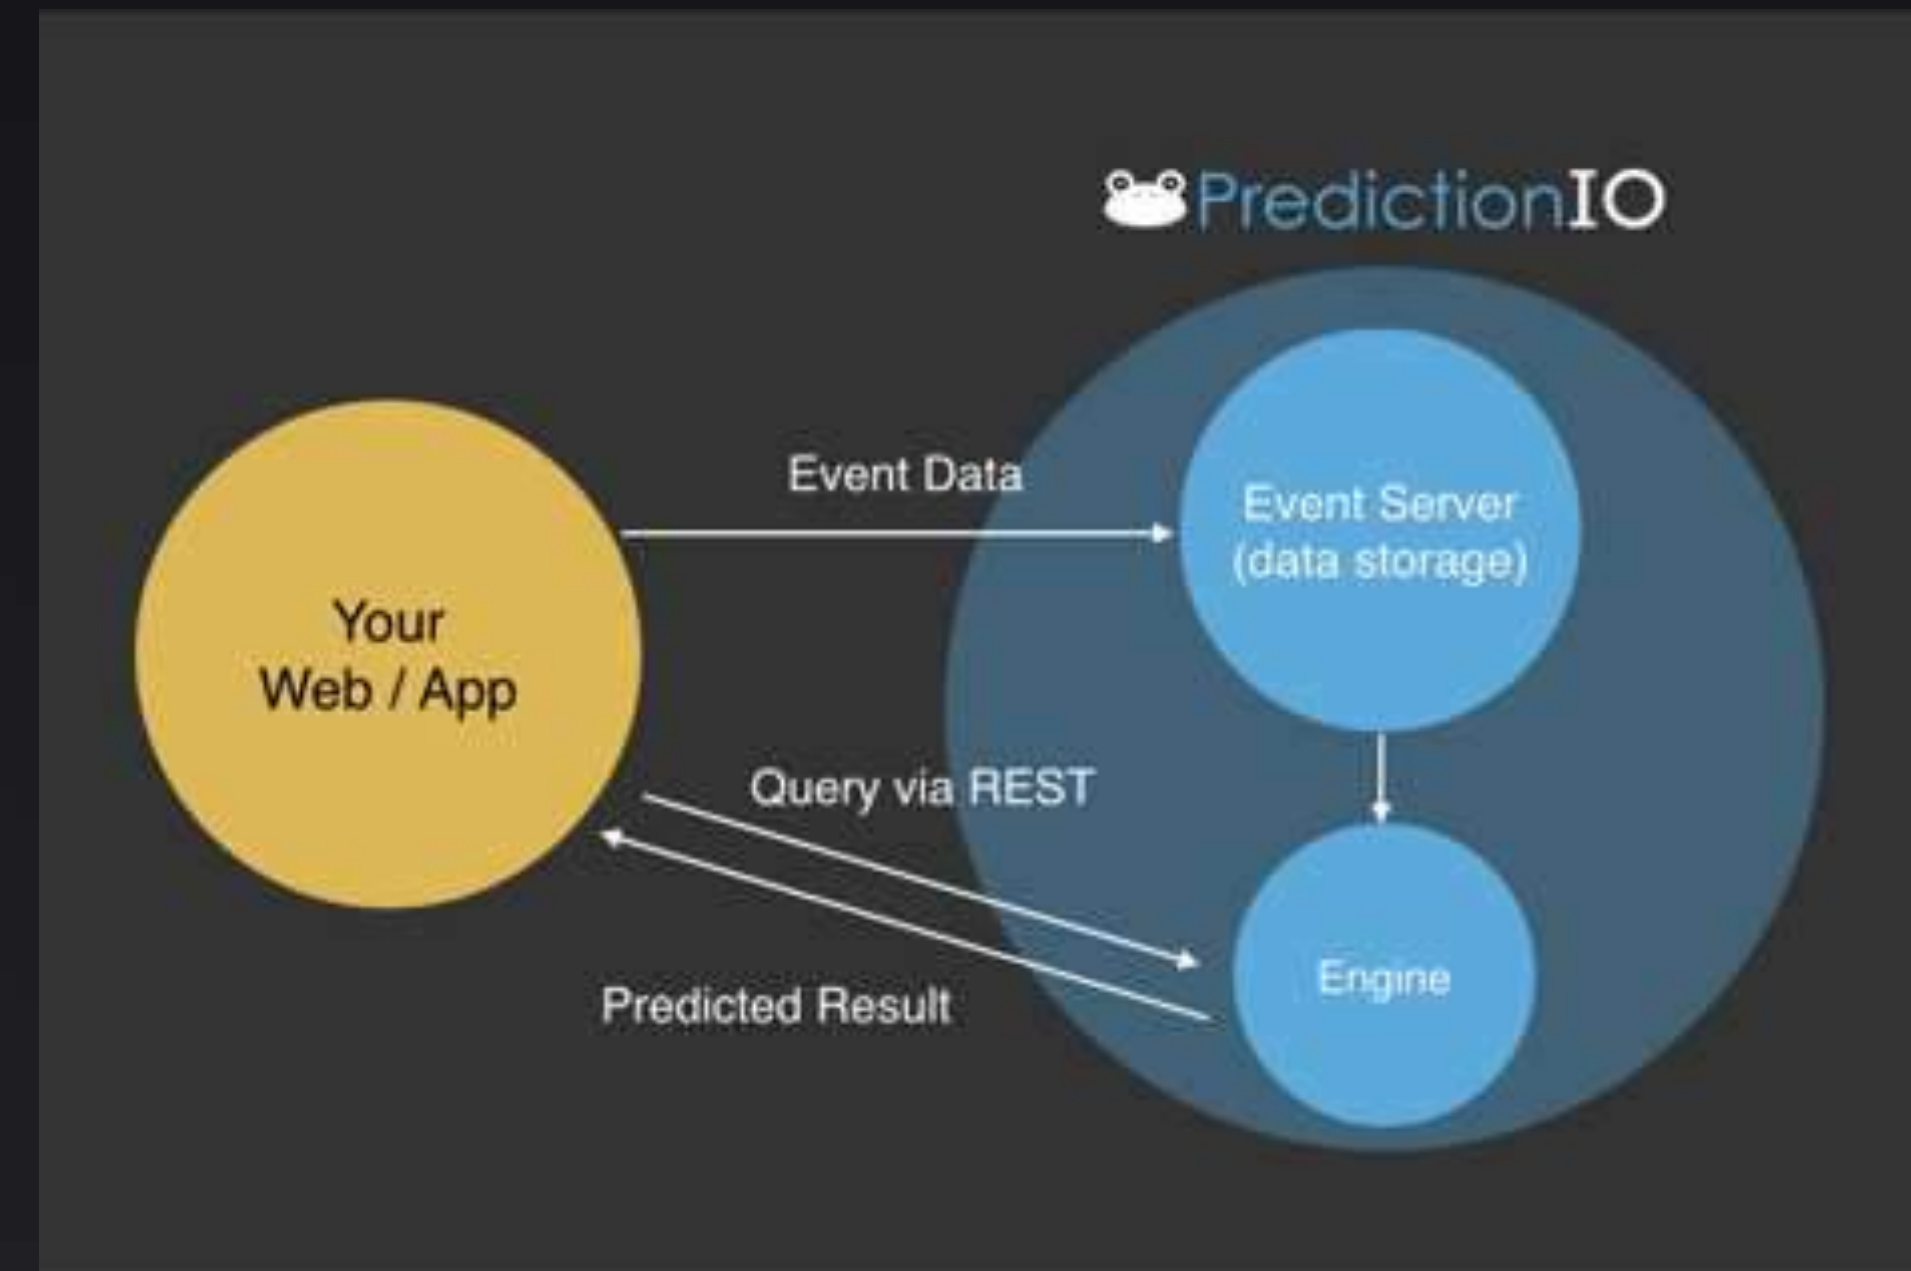 PredictionIO
Event Data
Event Server
(data storage)
Your
Web / App
Query via REST
Engine
Predicted Result